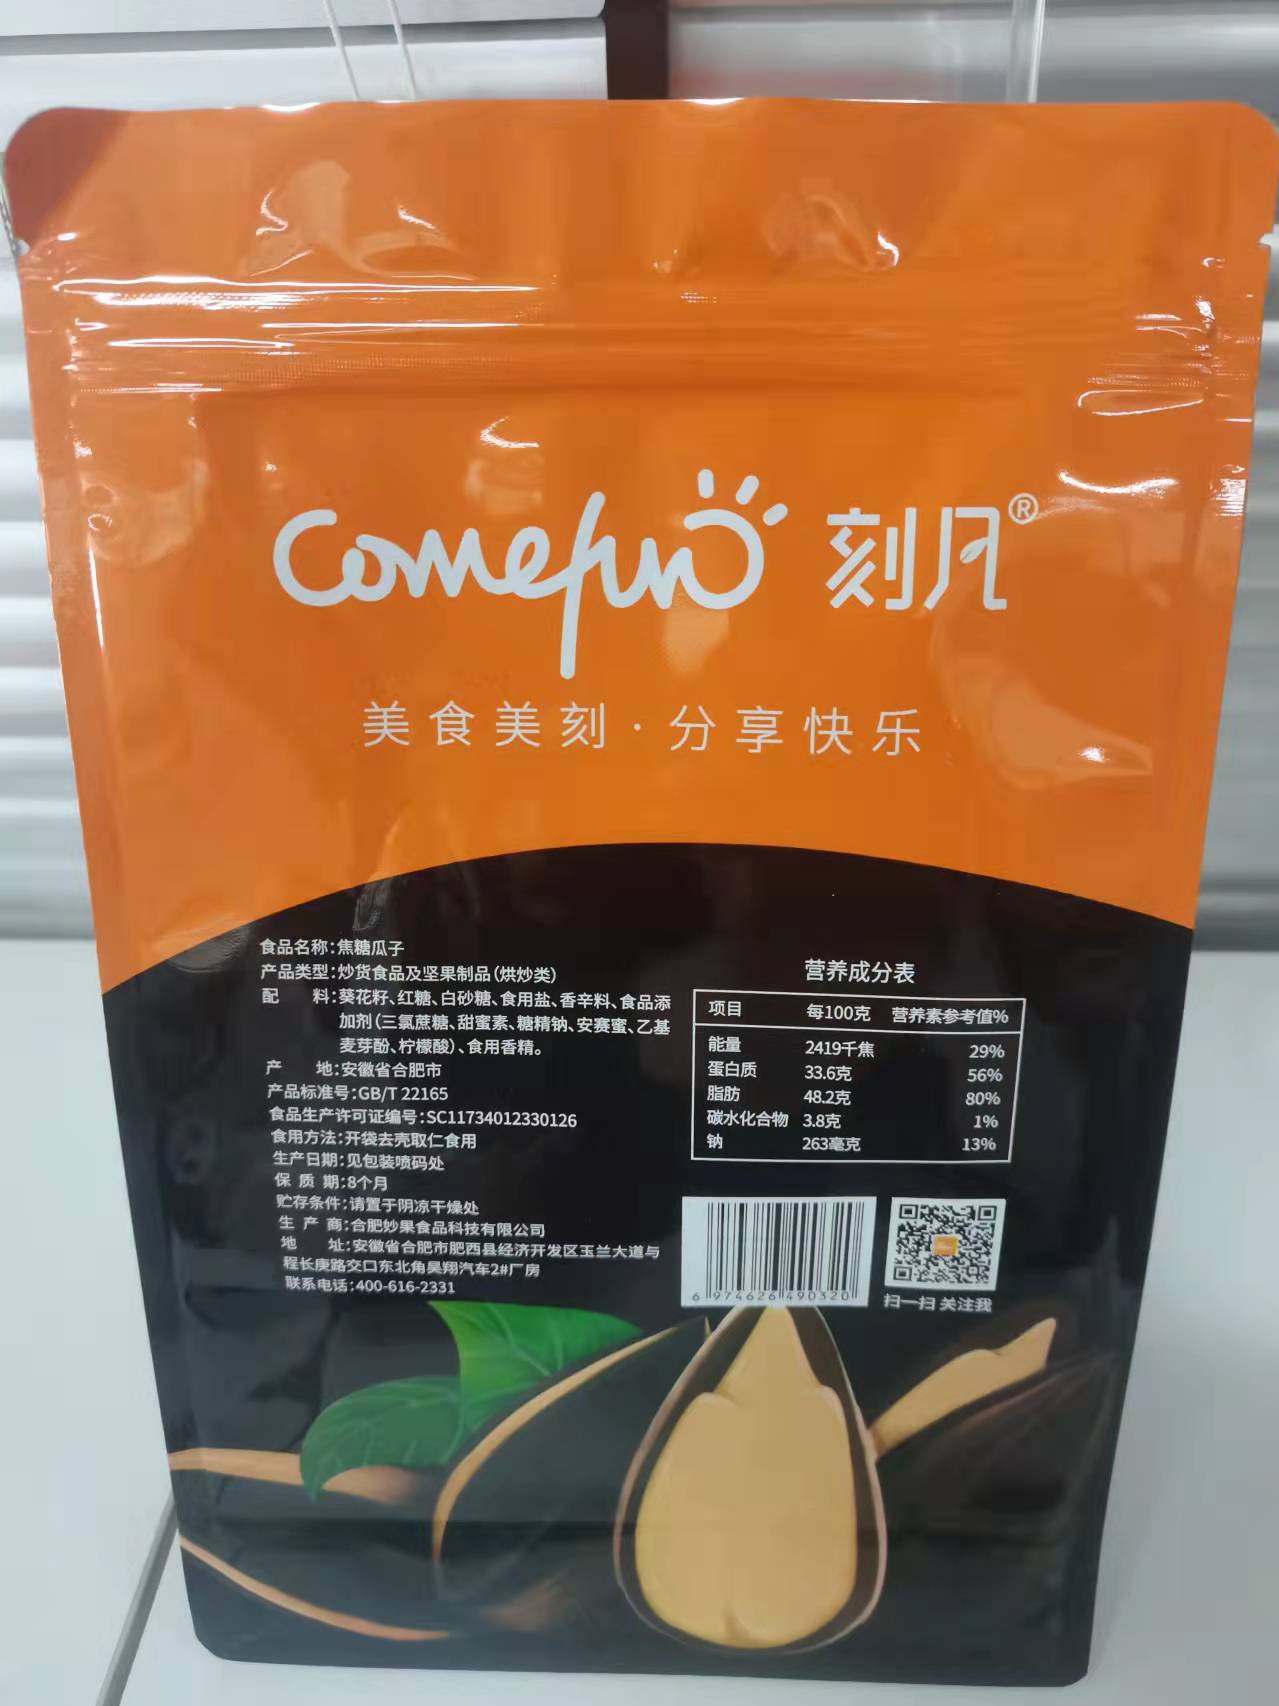 Comefun 刻凡®
美食美刻·分享快乐
食品名称:焦糖瓜子
产品类型:炒货食品及坚果制品(烘炒类)
配 料:葵花籽、红糖、白砂糖、食用盐、香辛料、食品添
加剂(三氯蔗糖、甜蜜素、糖精钠、安赛蜜、乙基
麦芽酚、柠檬酸)、食用香精。
产 地:安徽省合肥市
产品标准号:GB/T 22165
食品生产许可证编号:SC11734012330126
食用方法:开袋去壳取仁食用
生产日期:见包装喷码处
保 质 期:8个月
贮存条件:请置于阴凉干燥处
生 产 商:合肥妙果食品科技有限公司
地 址:安徽省合肥市肥西县经济开发区玉兰大道与
程长庚路交口东北角昊翔汽车2#厂房
联系电话:400-616-2331
营养成分表
项目 每100克 营养素参考值%
能量 2419千焦 29%
蛋白质 33.6克 56%
脂肪 48.2克 80%
碳水化合物 3.8克 1%
钠 263毫克 13%
6 974626 490320
扫一扫 关注我